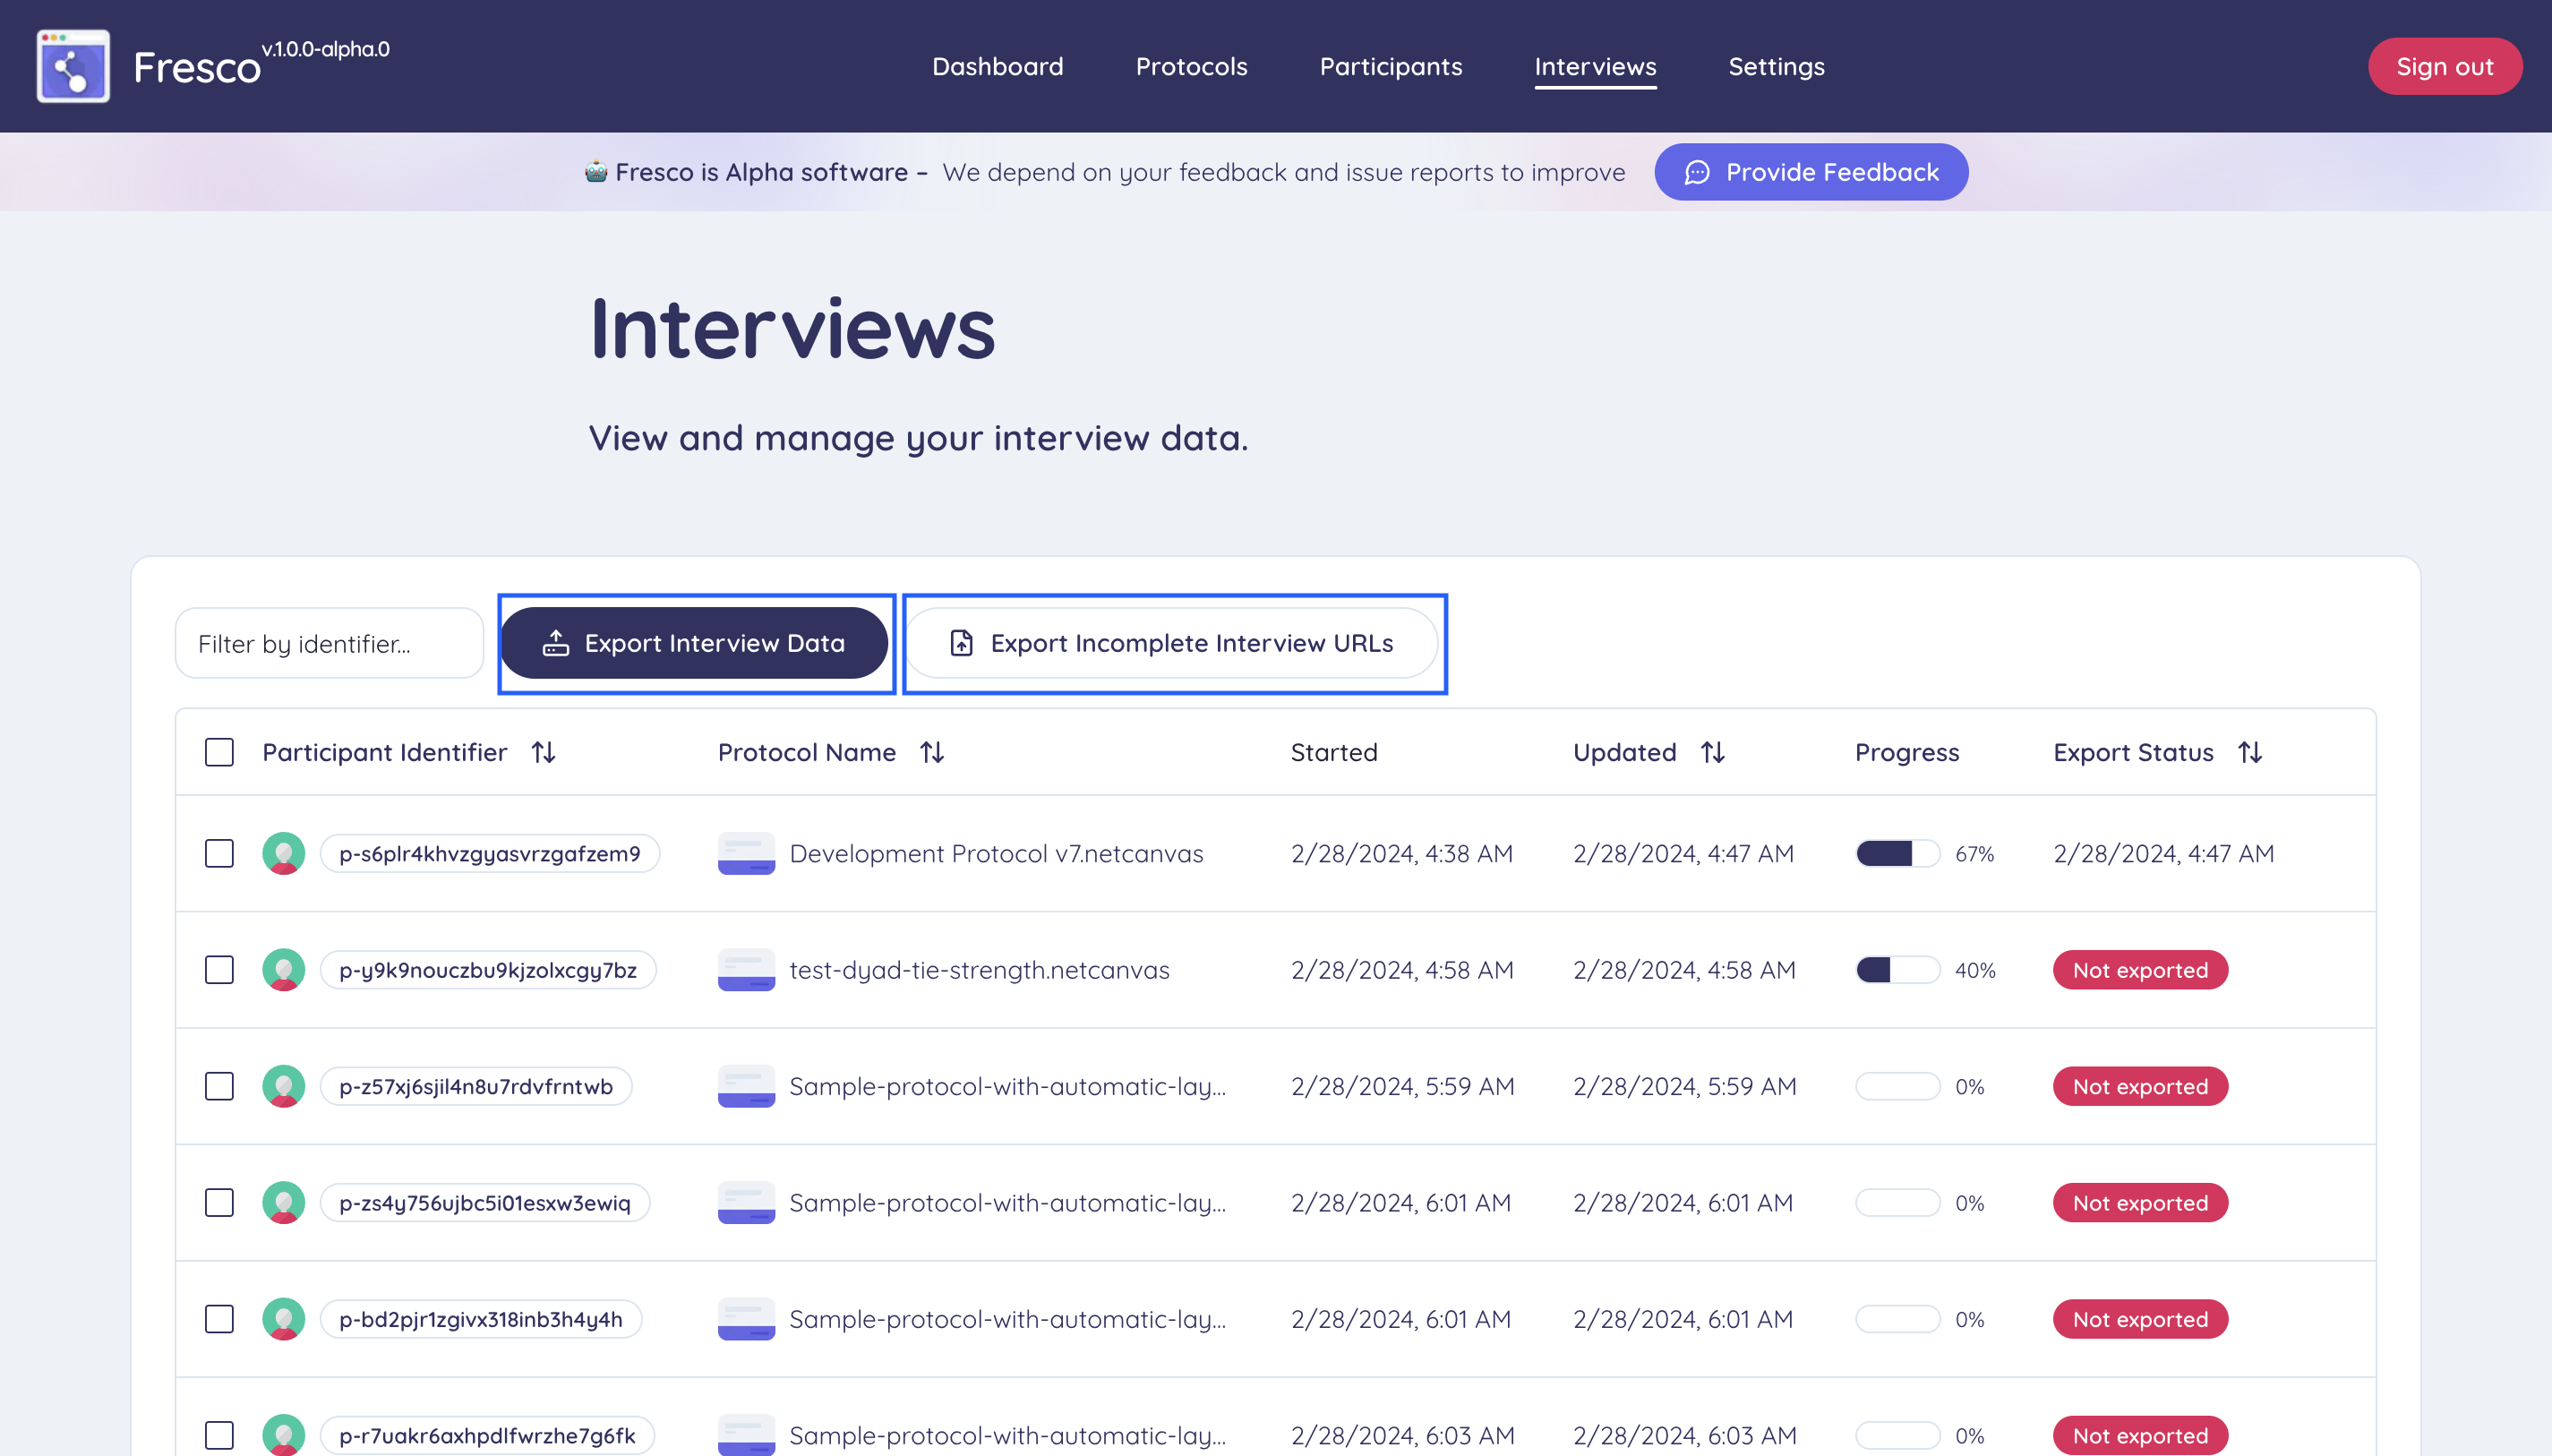 Fresco v.1.0.0-alpha.0
Dashboard Protocols Participants Interviews Settings Sign out
Fresco is Alpha software – We depend on your feedback and issue reports to improve Provide Feedback
Interviews
View and manage your interview data.
Filter by identifier... Export Interview Data Export Incomplete Interview URLs
Participant Identifier Protocol Name Started Updated Progress Export Status
p-s6plr4khvzgyasvrzgafzem9 Development Protocol v7.netcanvas 2/28/2024, 4:38 AM 2/28/2024, 4:47 AM 67% 2/28/2024, 4:47 AM
p-y9k9nouczbu9kjzolxcgy7bz test-dyad-tie-strength.netcanvas 2/28/2024, 4:58 AM 2/28/2024, 4:58 AM 40% Not exported
p-z57xj6sjil4n8u7rdvfrntwb Sample-protocol-with-automatic-lay... 2/28/2024, 5:59 AM 2/28/2024, 5:59 AM 0% Not exported
p-zs4y756ujbc5i01esxw3ewiq Sample-protocol-with-automatic-lay... 2/28/2024, 6:01 AM 2/28/2024, 6:01 AM 0% Not exported
p-bd2pjr1zgivx318inb3h4y4h Sample-protocol-with-automatic-lay... 2/28/2024, 6:01 AM 2/28/2024, 6:01 AM 0% Not exported
p-r7uakr6axhpdlfwrzhe7g6fk Sample-protocol-with-automatic-lay... 2/28/2024, 6:03 AM 2/28/2024, 6:03 AM 0% Not exported